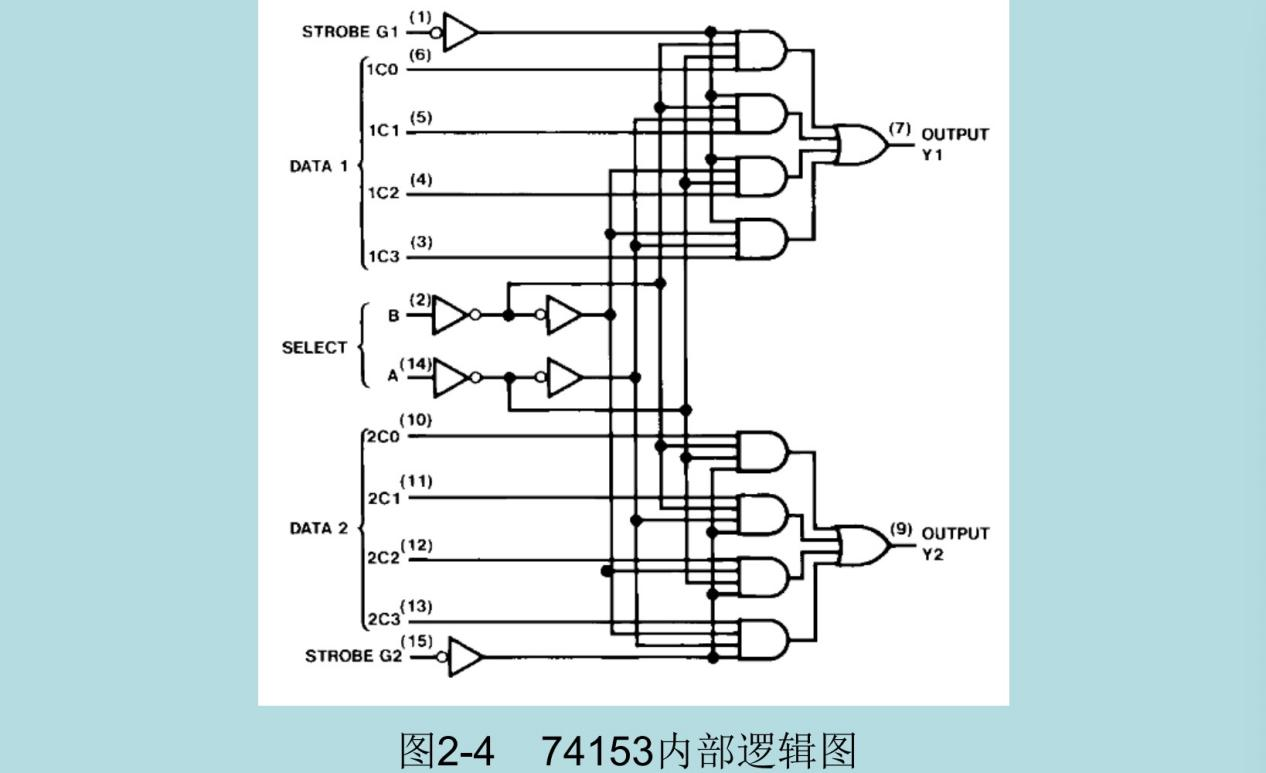 STROBE G1 (1)
(6)
1C0
(5)
1C1
(7) OUTPUT
Y1
DATA 1
(4)
1C2
(3)
1C3
B (2)
SELECT
A (14)
(10)
2C0
(11)
2C1
DATA 2
(9) OUTPUT
Y2
(12)
2C2
(13)
2C3
STROBE G2 (15)
图2-4 74153内部逻辑图